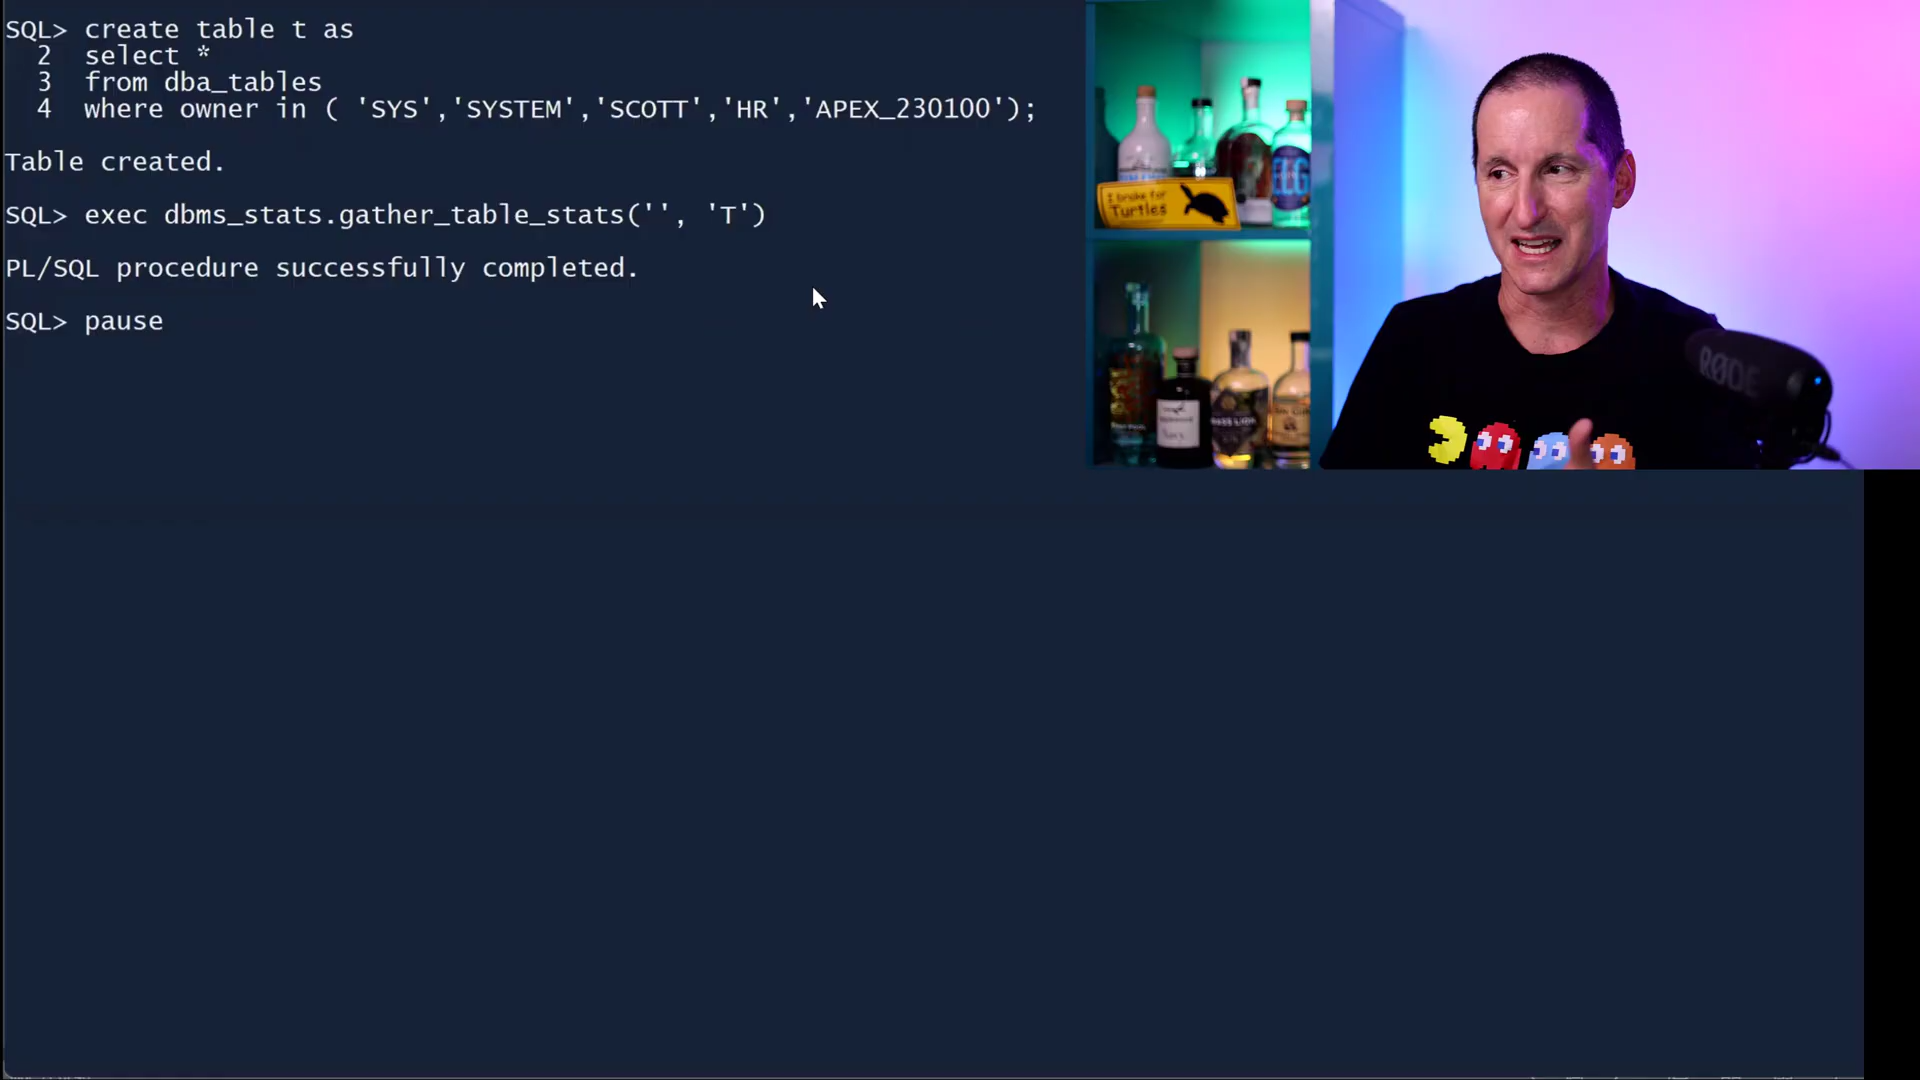 SQL> create table t as
2 select *
3 from dba_tables
4 where owner in ( 'SYS','SYSTEM','SCOTT','HR','APEX_230100');
Table created.
SQL> exec dbms_stats.gather_table_stats('', 'T')
PL/SQL procedure successfully completed.
SQL> pause
I brake for
Turtles
RØDE